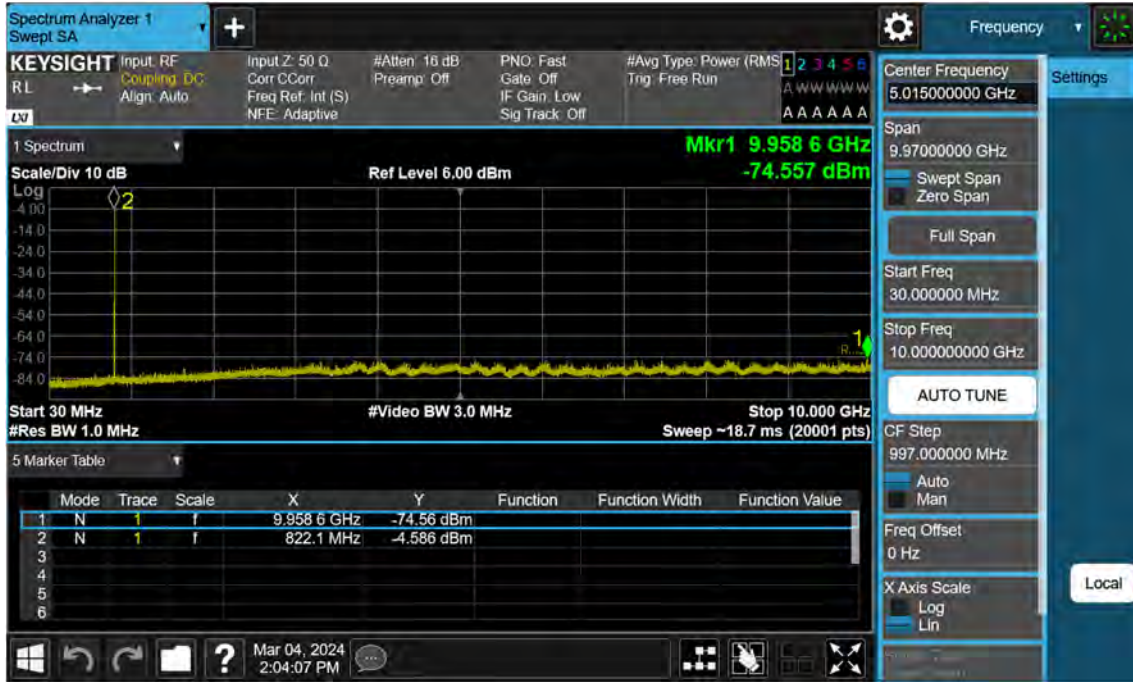 Spectrum Analyzer 1
Swept SA
Frequency
KEYSIGHT
RL
LXI
Input: RF
Coupling: DC
Align: Auto
Input Z: 50 Ω
Corr CCorr
Freq Ref: Int (S)
NFE: Adaptive
#Atten: 16 dB
Preamp: Off
PNO: Fast
Gate: Off
IF Gain: Low
Sig Track: Off
#Avg Type: Power (RMS
Trig: Free Run
1 2 3 4 5 6
A W W W W W
A A A A A A
Center Frequency
5.015000000 GHz
Settings
1 Spectrum
Mkr1 9.958 6 GHz
Scale/Div 10 dB
Ref Level 6.00 dBm
-74.557 dBm
Log
-4.00
-14.0
-24.0
-34.0
-44.0
-54.0
-64.0
-74.0
-84.0
2
1
Start 30 MHz
#Video BW 3.0 MHz
Stop 10.000 GHz
#Res BW 1.0 MHz
Sweep ~18.7 ms (20001 pts)
Span
9.97000000 GHz
Swept Span
Zero Span
Full Span
Start Freq
30.000000 MHz
Stop Freq
10.000000000 GHz
AUTO TUNE
CF Step
997.000000 MHz
Auto
Man
Freq Offset
0 Hz
X Axis Scale
Log
Lin
Local
5 Marker Table
Mode Trace Scale X Y Function Function Width Function Value
1 N 1 f 9.958 6 GHz -74.56 dBm
2 N 1 f 822.1 MHz -4.586 dBm
3
4
5
6
?
Mar 04, 2024
2:04:07 PM